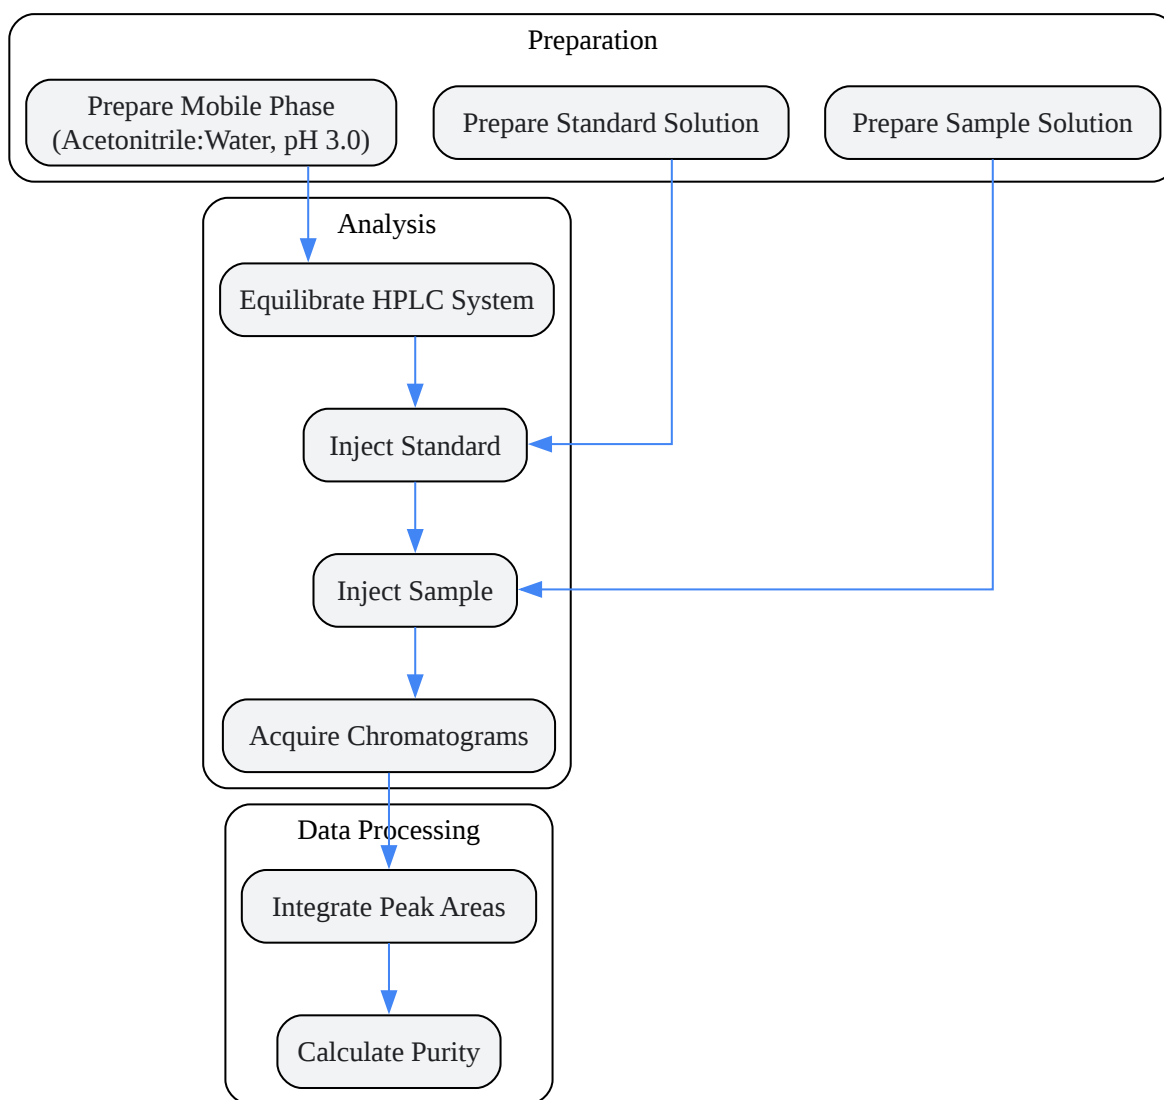 Preparation
Prepare Mobile Phase
(Acetonitrile:Water, pH 3.0)
Prepare Standard Solution
Prepare Sample Solution
Analysis
Equilibrate HPLC System
Inject Standard
Inject Sample
Acquire Chromatograms
Data Processing
Integrate Peak Areas
Calculate Purity